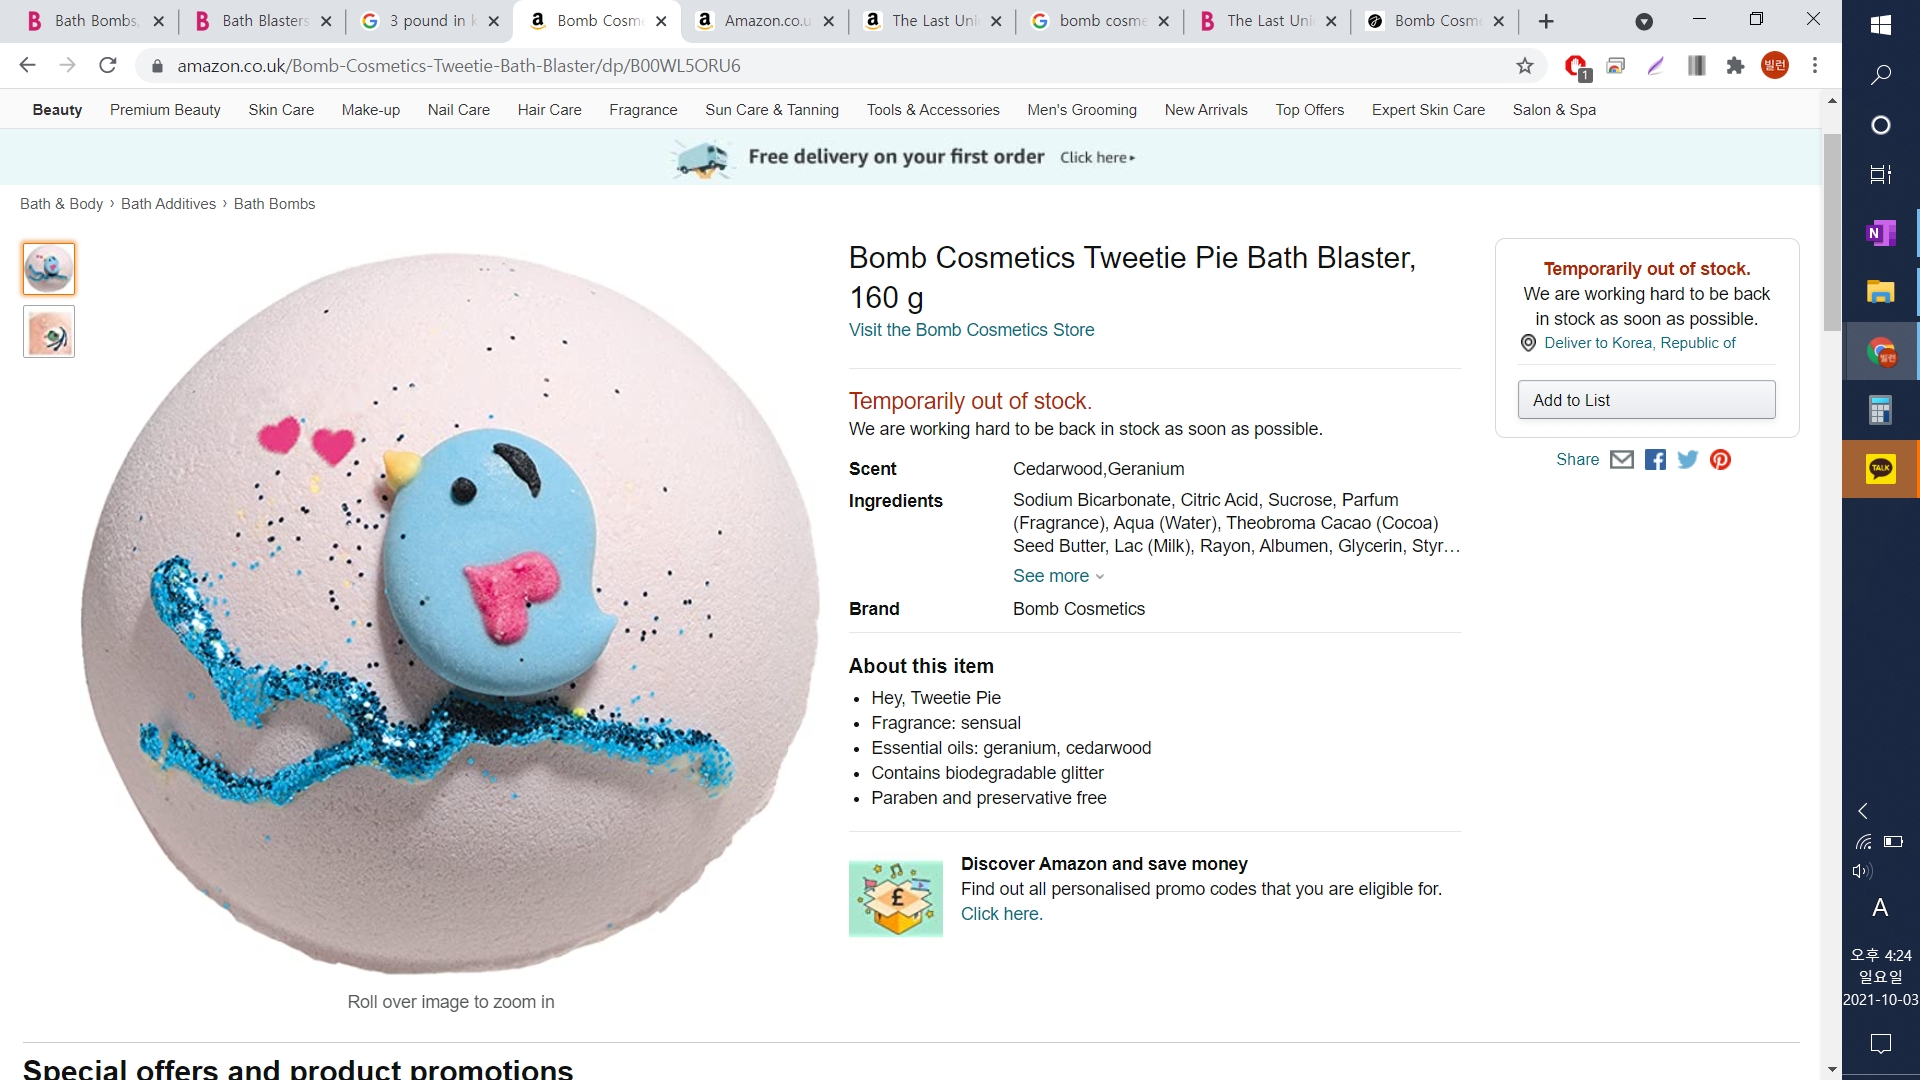 Bath Bombs,
Bath Blasters
3 pound in k
Bomb Cosme
Amazon.co.u
The Last Uni
bomb cosme
The Last Uni
Bomb Cosme
amazon.co.uk/Bomb-Cosmetics-Tweetie-Bath-Blaster/dp/B00WL5ORU6
1
빌런
Beauty Premium Beauty Skin Care Make-up Nail Care Hair Care Fragrance Sun Care & Tanning Tools & Accessories Men's Grooming New Arrivals Top Offers Expert Skin Care Salon & Spa
Free delivery on your first order Click here▸
Bath & Body › Bath Additives › Bath Bombs
Roll over image to zoom in
Bomb Cosmetics Tweetie Pie Bath Blaster,
160 g
Visit the Bomb Cosmetics Store
Temporarily out of stock.
We are working hard to be back in stock as soon as possible.
Scent Cedarwood,Geranium
Ingredients Sodium Bicarbonate, Citric Acid, Sucrose, Parfum
(Fragrance), Aqua (Water), Theobroma Cacao (Cocoa)
Seed Butter, Lac (Milk), Rayon, Albumen, Glycerin, Styr…
See more
Brand Bomb Cosmetics
About this item
• Hey, Tweetie Pie
• Fragrance: sensual
• Essential oils: geranium, cedarwood
• Contains biodegradable glitter
• Paraben and preservative free
£
Discover Amazon and save money
Find out all personalised promo codes that you are eligible for.
Click here.
Temporarily out of stock.
We are working hard to be back
in stock as soon as possible.
Deliver to Korea, Republic of
Add to List
Share
Special offers and product promotions
N
빌런
TALK
A
오후 4:24
일요일
2021-10-03